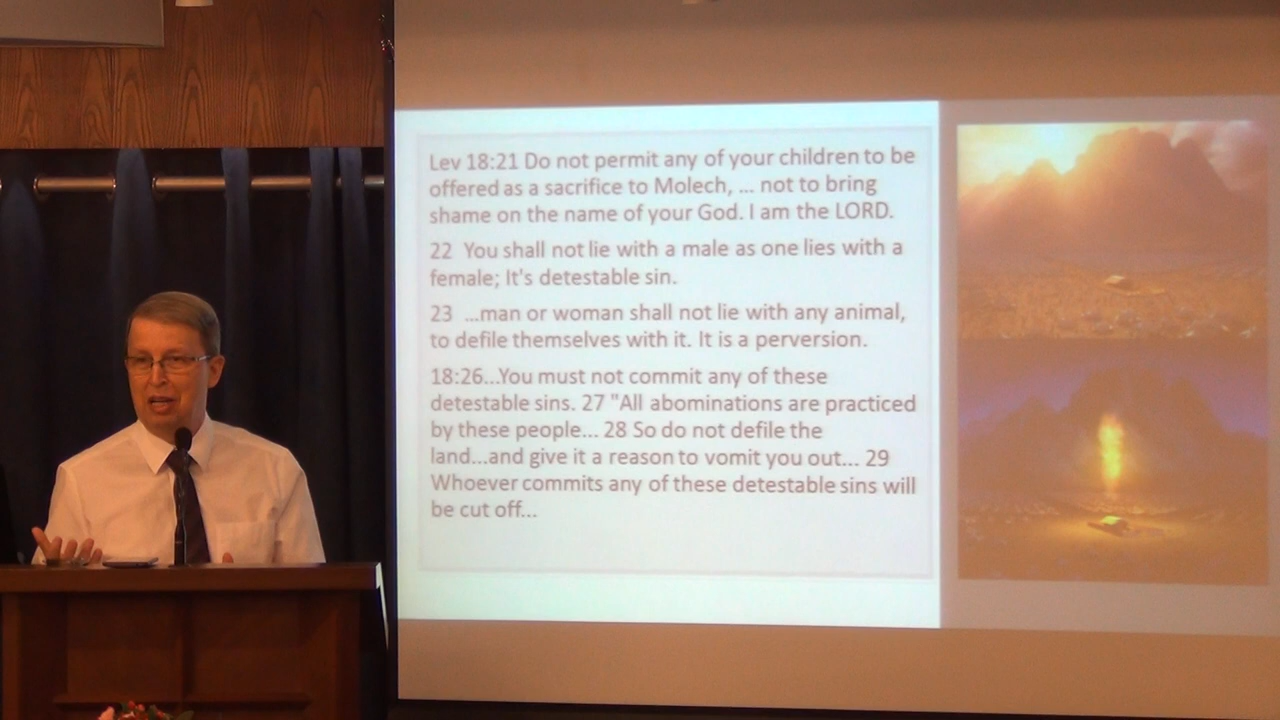 Lev 18:21 Do not permit any of your children to be
offered as a sacrifice to Molech, ... not to bring
shame on the name of your God. I am the LORD.
22 You shall not lie with a male as one lies with a
female; It's detestable sin.
23 ...man or woman shall not lie with any animal,
to defile themselves with it. It is a perversion.
18:26...You must not commit any of these
detestable sins. 27 "All abominations are practiced
by these people... 28 So do not defile the
land...and give it a reason to vomit you out... 29
Whoever commits any of these detestable sins will
be cut off...